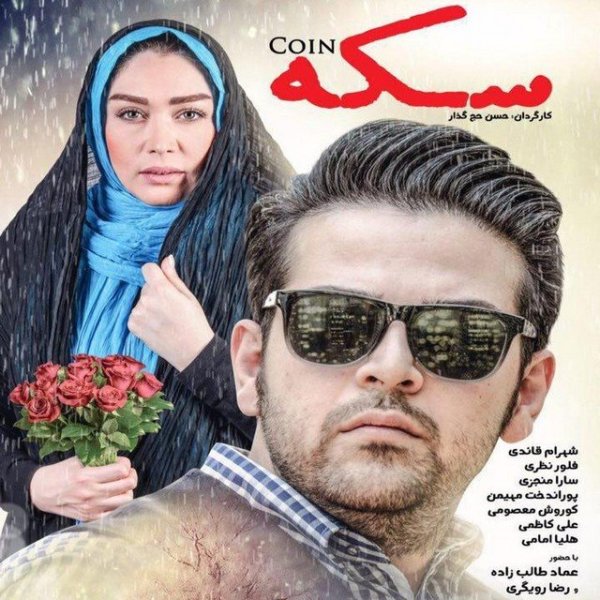 COIN
سکه
کارگردان: حسن حج گذار
شهرام قائدی
فلور نظری
سارا منجزی
پوراندخت مهیمن
کوروش معصومی
علی کاظمی
هلیا امامی
با حضور
عماد طالب زاده
و رضا رویگری